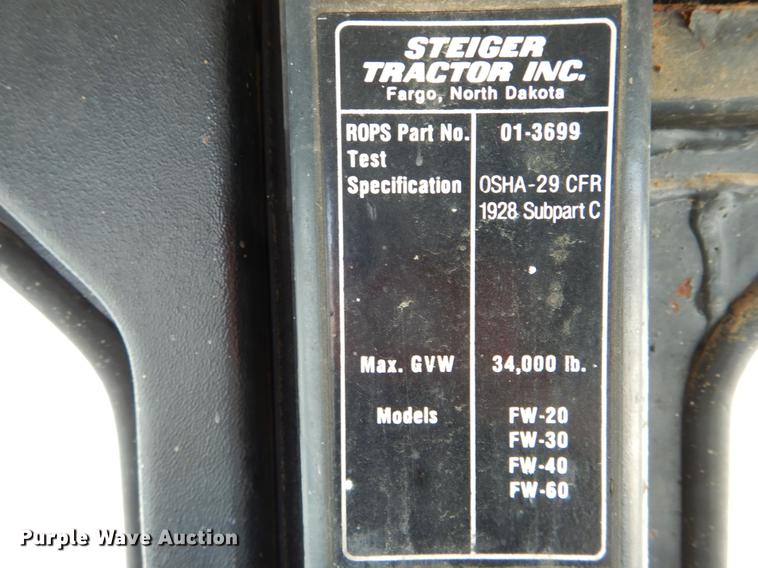 STEIGER
TRACTOR INC.
Fargo, North Dakota
ROPS Part No. 01-3699
Test
Specification OSHA-29 CFR
1928 Subpart C
Max. GVW 34,000 lb.
Models FW-20
FW-30
FW-40
FW-60
Purple Wave Auction